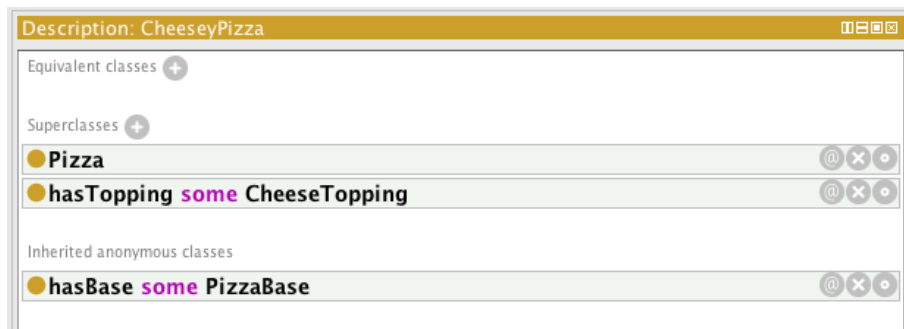 Description: CheeseyPizza
Equivalent classes
Superclasses
Pizza
hasTopping some CheeseTopping
Inherited anonymous classes
hasBase some PizzaBase